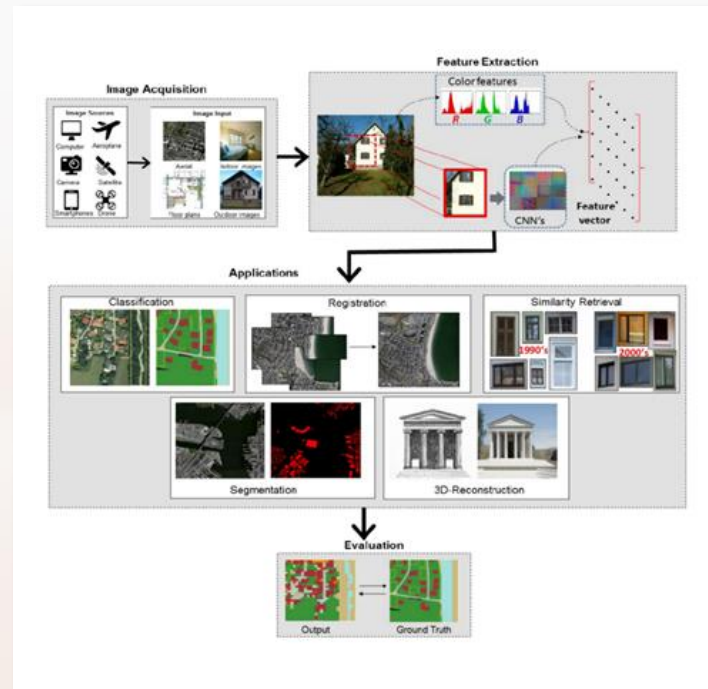 Image Acquisition
Image Sources
Computer
Aeroplane
Camera
Satellite
Smartphones
Drone
Image Input
Aerial
Indoor images
Floor plans
Outdoor images
Feature Extraction
Color features
R G B
CNN's
Feature
vector
Applications
Classification
Registration
Similarity Retrieval
1990's
2000's
Segmentation
3D-Reconstruction
Evaluation
Output
Ground Truth